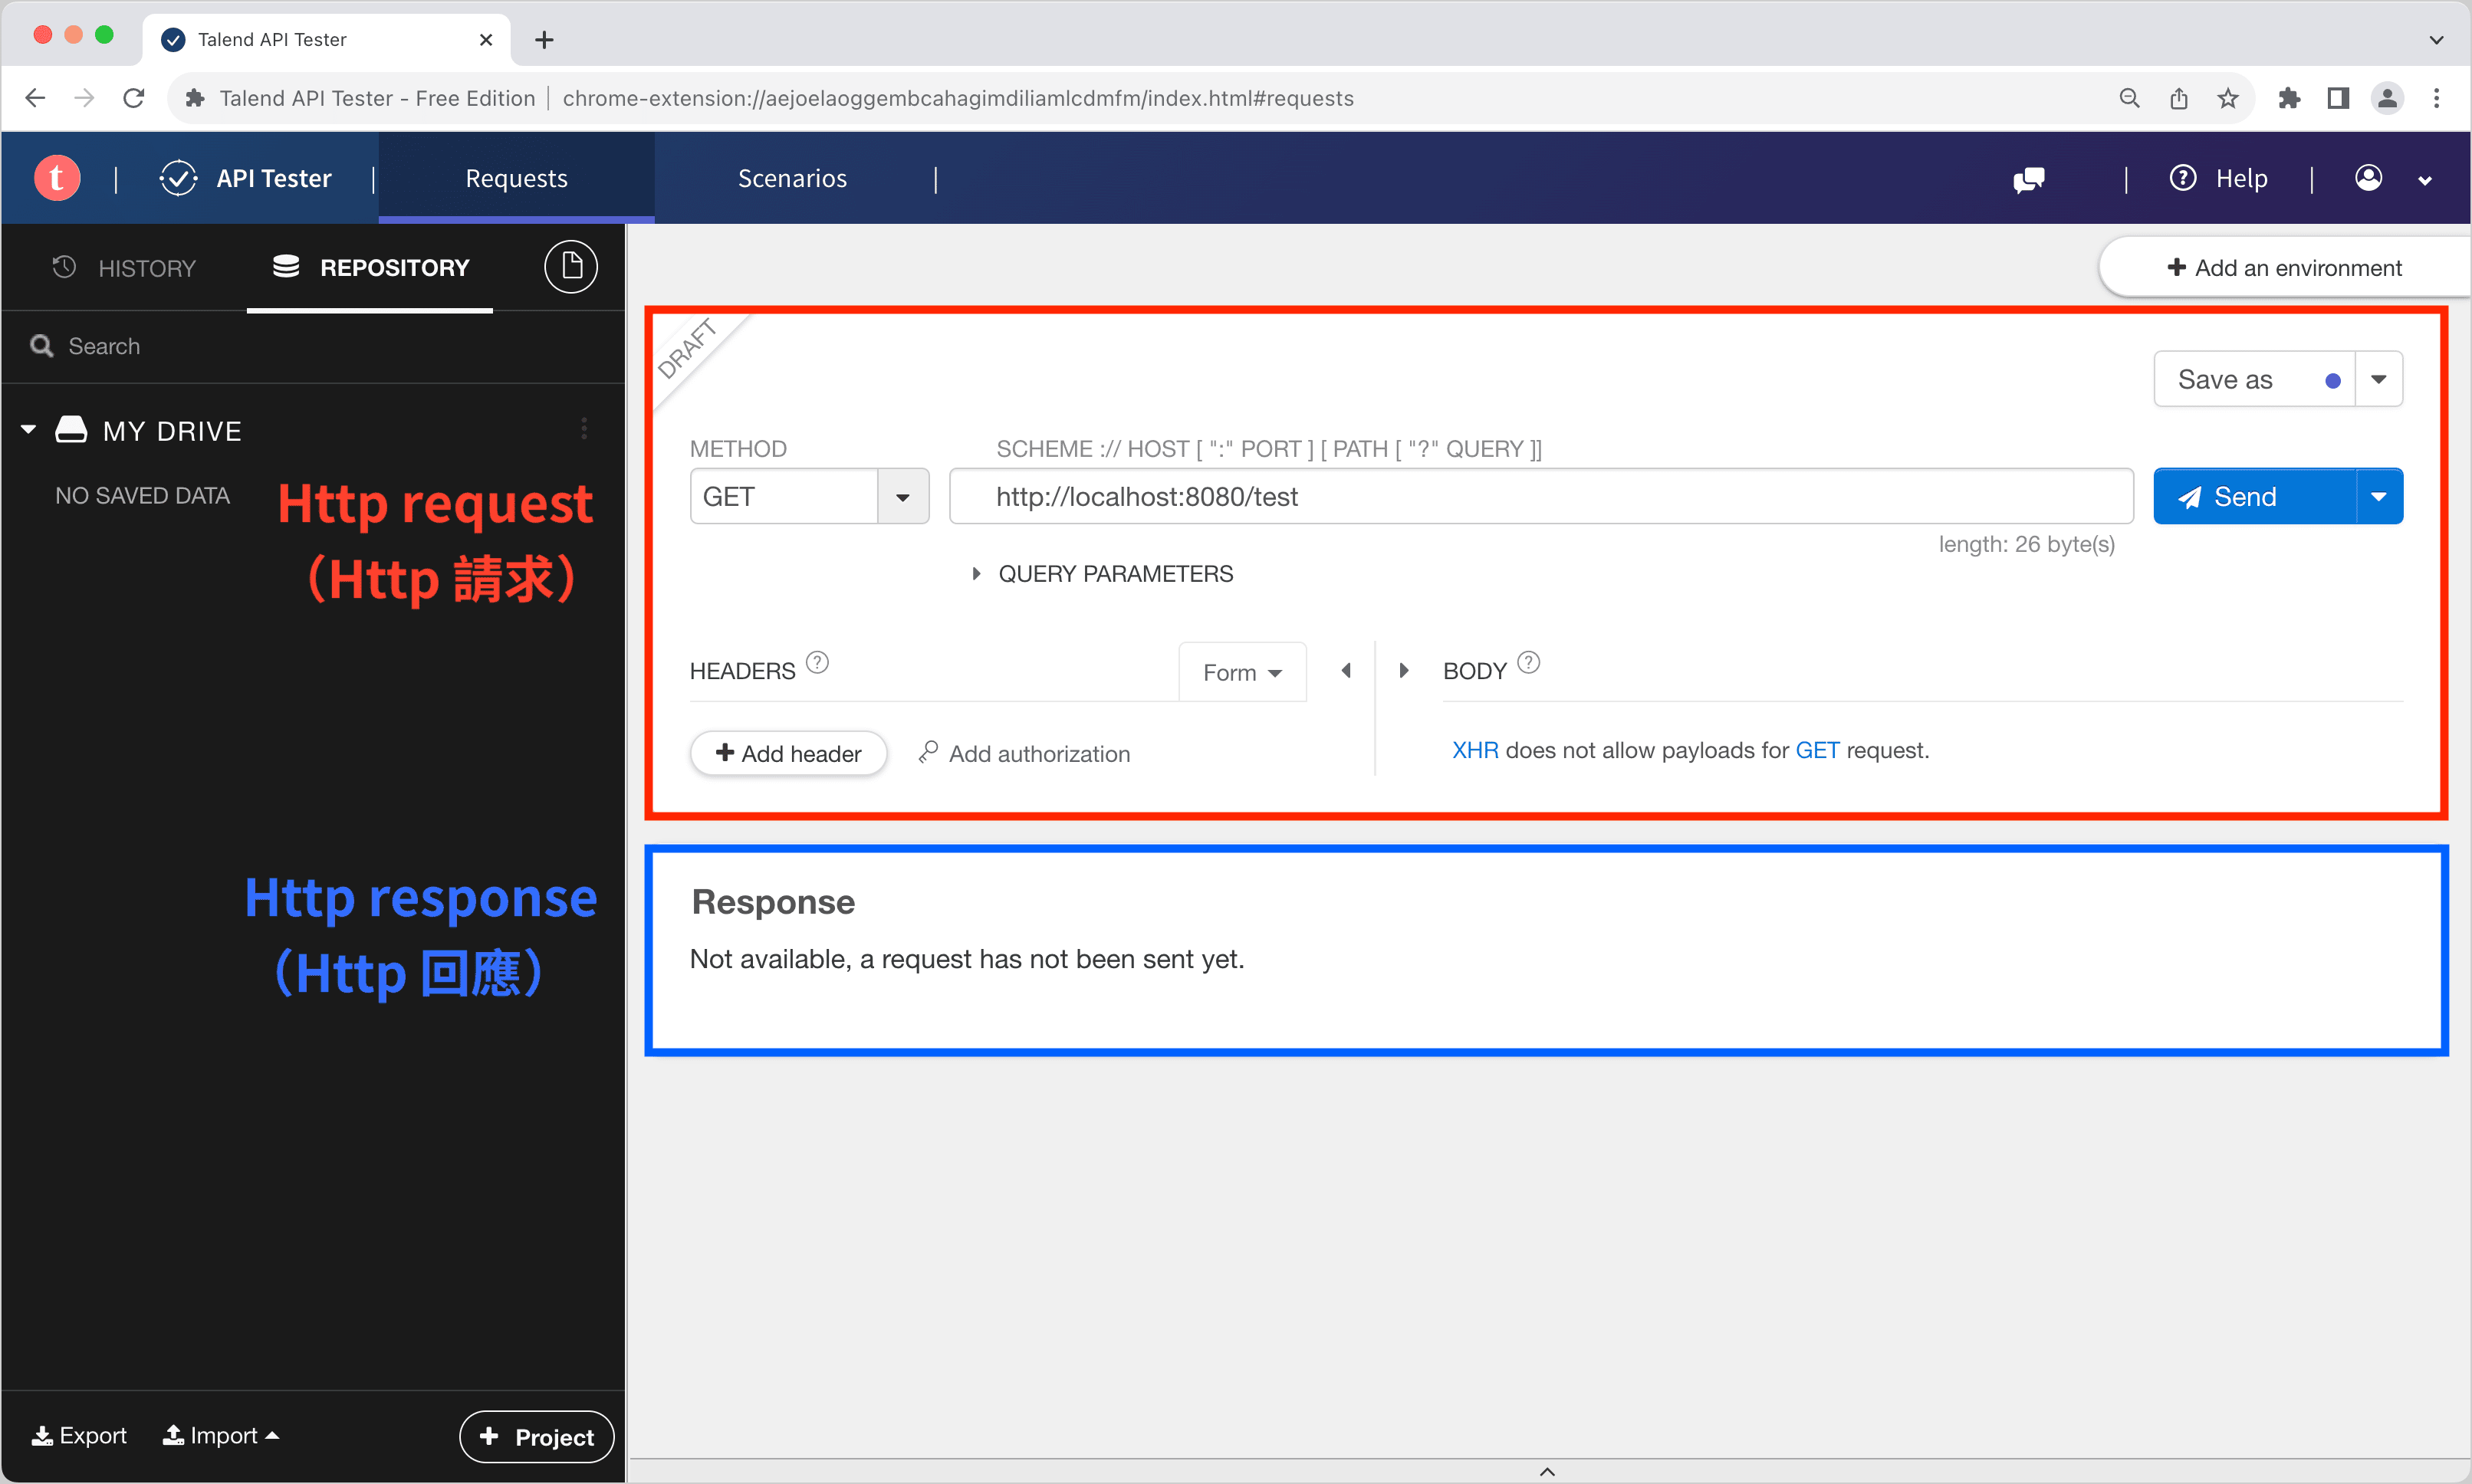 Talend API Tester
Talend API Tester - Free Edition
chrome-extension://aejoelaoggembcahagimdiliamlcdmfm/index.html#requests
t
API Tester
Requests
Scenarios
Help
HISTORY
REPOSITORY
Add an environment
Search
DRAFT
Save as
MY DRIVE
METHOD
SCHEME :// HOST [ ":" PORT ] [ PATH [ "?" QUERY ]]
NO SAVED DATA
Http request
（Http 請求）
GET
http://localhost:8080/test
Send
length: 26 byte(s)
QUERY PARAMETERS
HEADERS
Form
BODY
Add header
Add authorization
XHR does not allow payloads for GET request.
Http response
（Http 回應）
Response
Not available, a request has not been sent yet.
Export
Import
Project